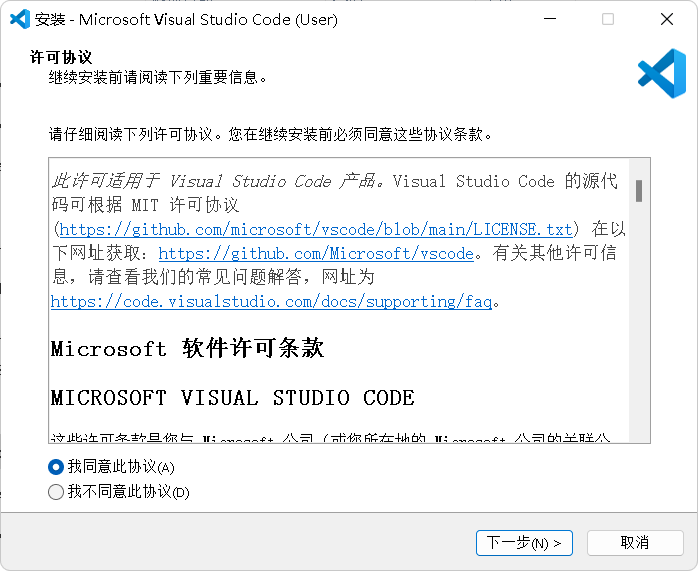 安装 - Microsoft Visual Studio Code (User)
许可协议
继续安装前请阅读下列重要信息。
请仔细阅读下列许可协议。您在继续安装前必须同意这些协议条款。
此许可适用于 Visual Studio Code 产品。Visual Studio Code 的源代
码可根据 MIT 许可协议
(https://github.com/microsoft/vscode/blob/main/LICENSE.txt) 在以
下网址获取：https://github.com/Microsoft/vscode。有关其他许可信
息，请查看我们的常见问题解答，网址为
https://code.visualstudio.com/docs/supporting/faq。
Microsoft 软件许可条款
MICROSOFT VISUAL STUDIO CODE
这些许可条款是您与 Microsoft 公司（或您所在地的 Microsoft 公司的关联公
我同意此协议(A)
我不同意此协议(D)
下一步(N) >
取消